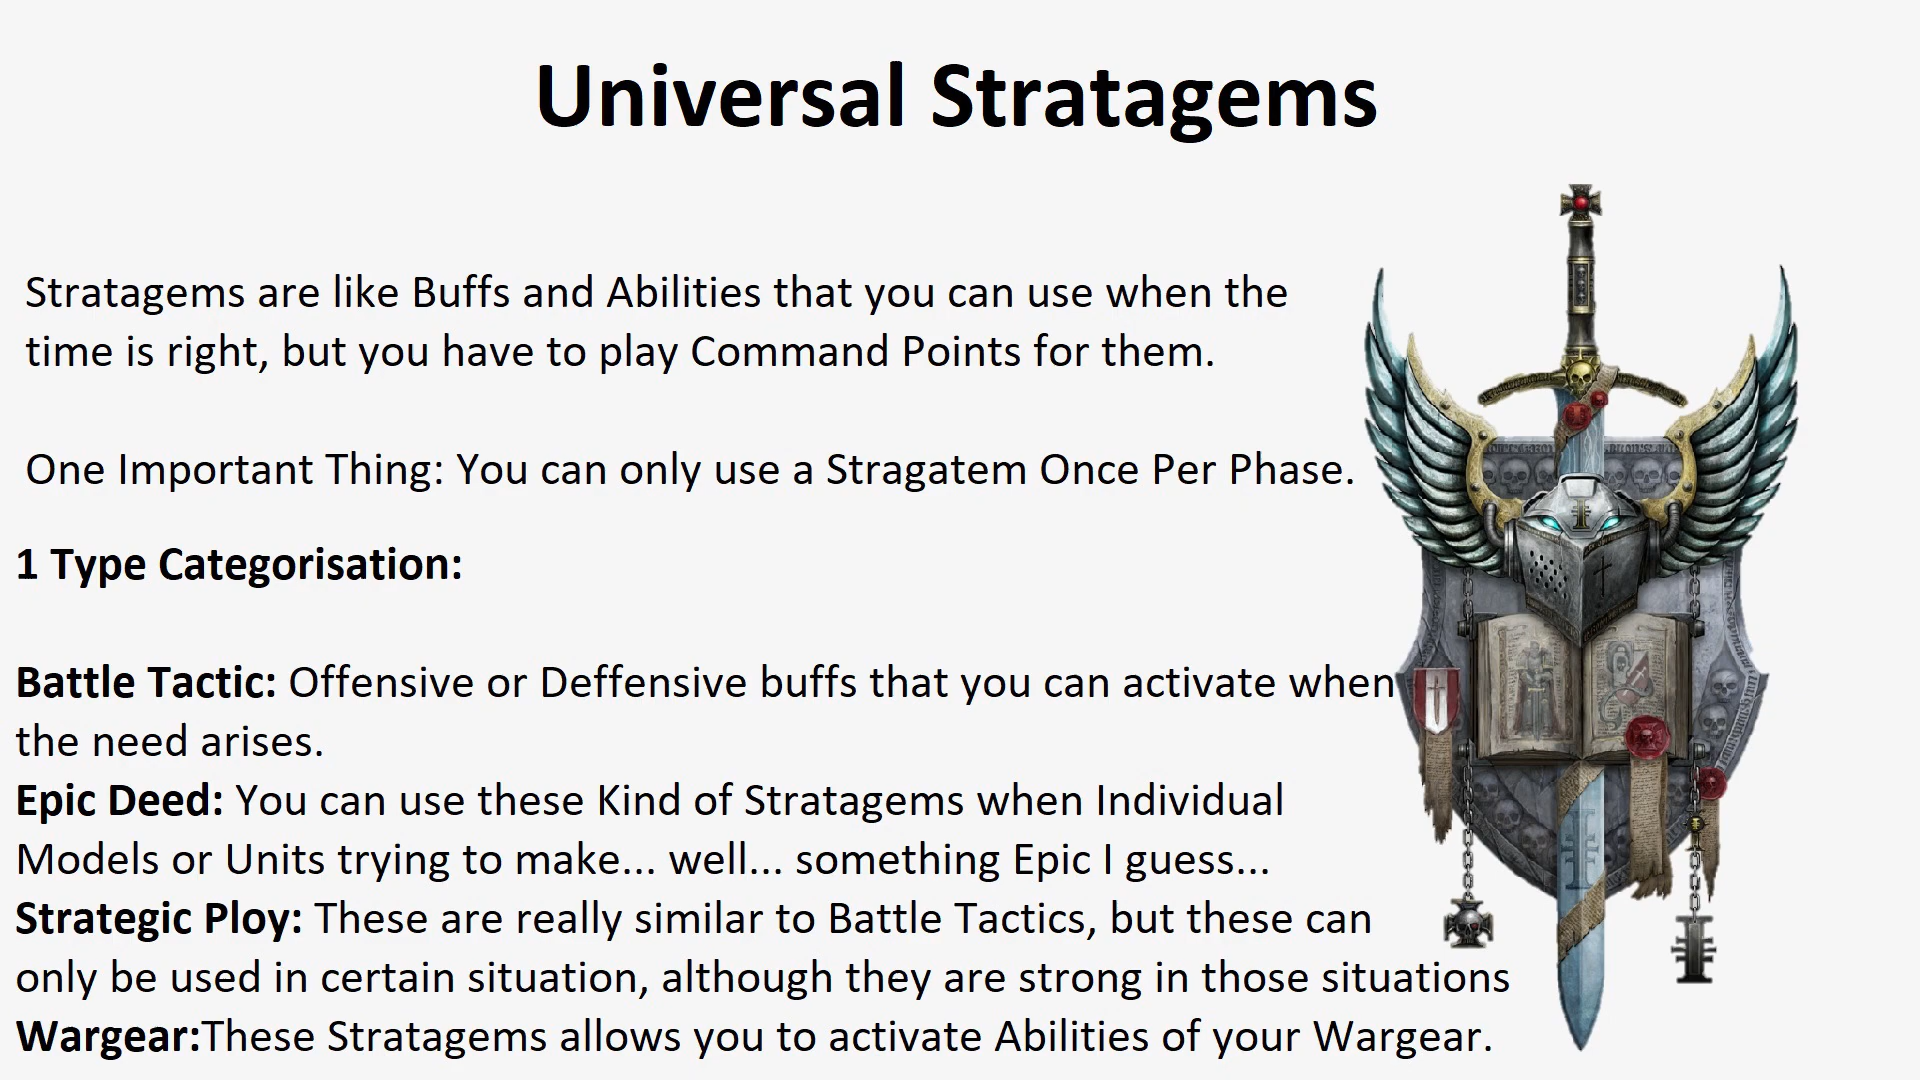 Universal Stratagems
Stratagems are like Buffs and Abilities that you can use when the
time is right, but you have to play Command Points for them.
One Important Thing: You can only use a Stragatem Once Per Phase.
1 Type Categorisation:
Battle Tactic: Offensive or Deffensive buffs that you can activate when
the need arises.
Epic Deed: You can use these Kind of Stratagems when Individual
Models or Units trying to make... well... something Epic I guess...
Strategic Ploy: These are really similar to Battle Tactics, but these can
only be used in certain situation, although they are strong in those situations
Wargear:These Stratagems allows you to activate Abilities of your Wargear.